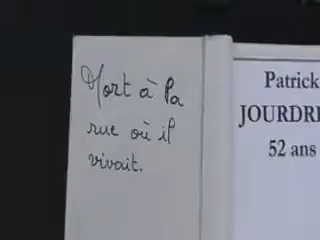 Mort à la
rue où il
vivait.
Patrick
JOURDRE
52 ans